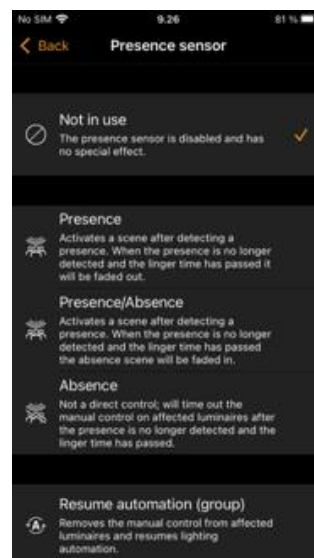 No SIM 9.26 81 %
Back Presence sensor
Not in use
The presence sensor is disabled and has
no special effect.
Presence
Activates a scene after detecting a
presence. When the presence is no longer
detected and the linger time has passed it
will be faded out.
Presence/Absence
Activates a scene after detecting a
presence. When the presence is no longer
detected and the linger time has passed
the absence scene will be faded in.
Absence
Not a direct control; will time out the
manual control on affected luminaires after
the presence is no longer detected and the
linger time has passed.
Resume automation (group)
Removes the manual control from affected
luminaires and resumes lighting
automation.